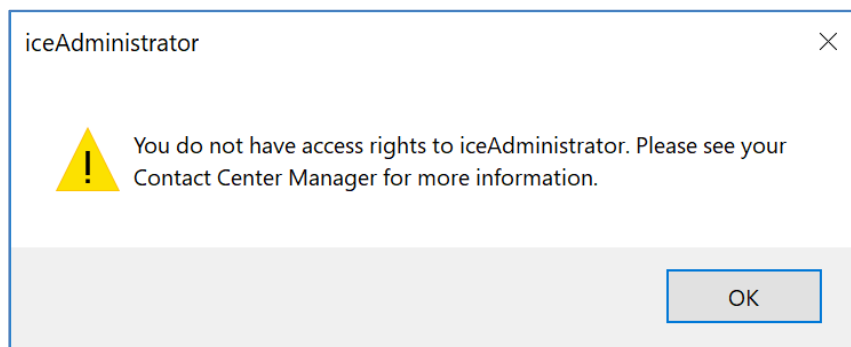 iceAdministrator
You do not have access rights to iceAdministrator. Please see your
Contact Center Manager for more information.
OK